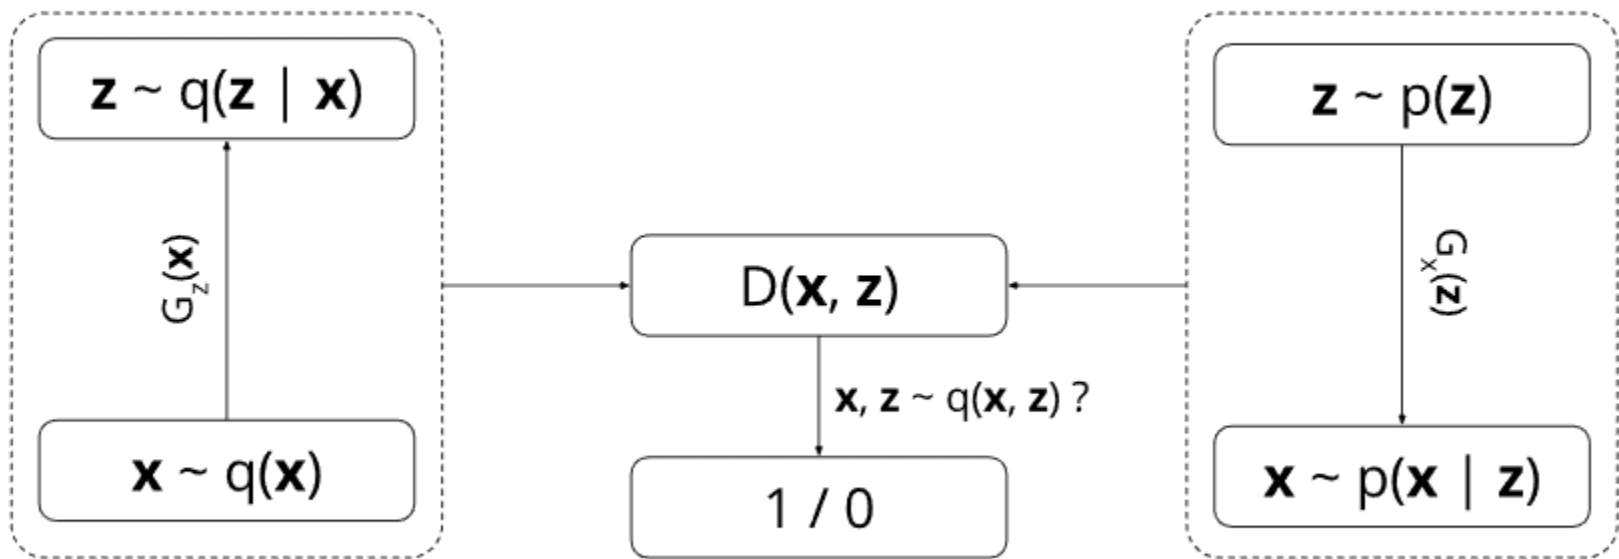 z ~ q(z | x)
G_z(x)
x ~ q(x)
D(x, z)
x, z ~ q(x, z) ?
1 / 0
z ~ p(z)
G_x(z)
x ~ p(x | z)